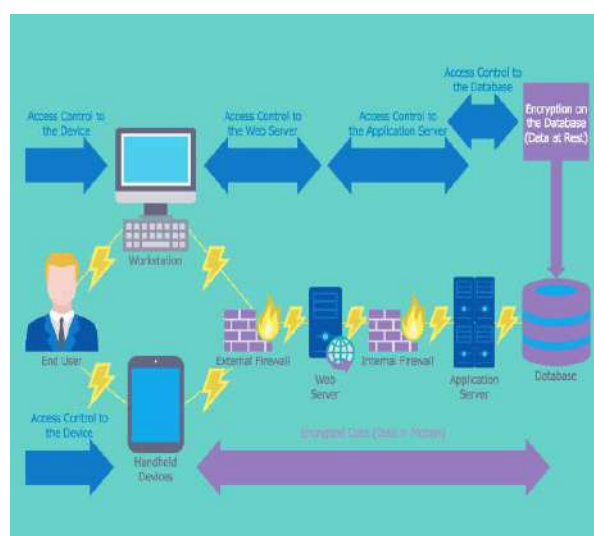 Access Control to
the Database
Access Control to
the Device
Access Control to
the Web Server
Access Control to
the Application Server
Encryption on
the Database
(Data at Rest)
Workstation
End User
External Firewall
Web
Server
Internal Firewall
Application
Server
Database
Access Control to
the Device
Handheld
Devices
Encrypted Data (Data in Motion)